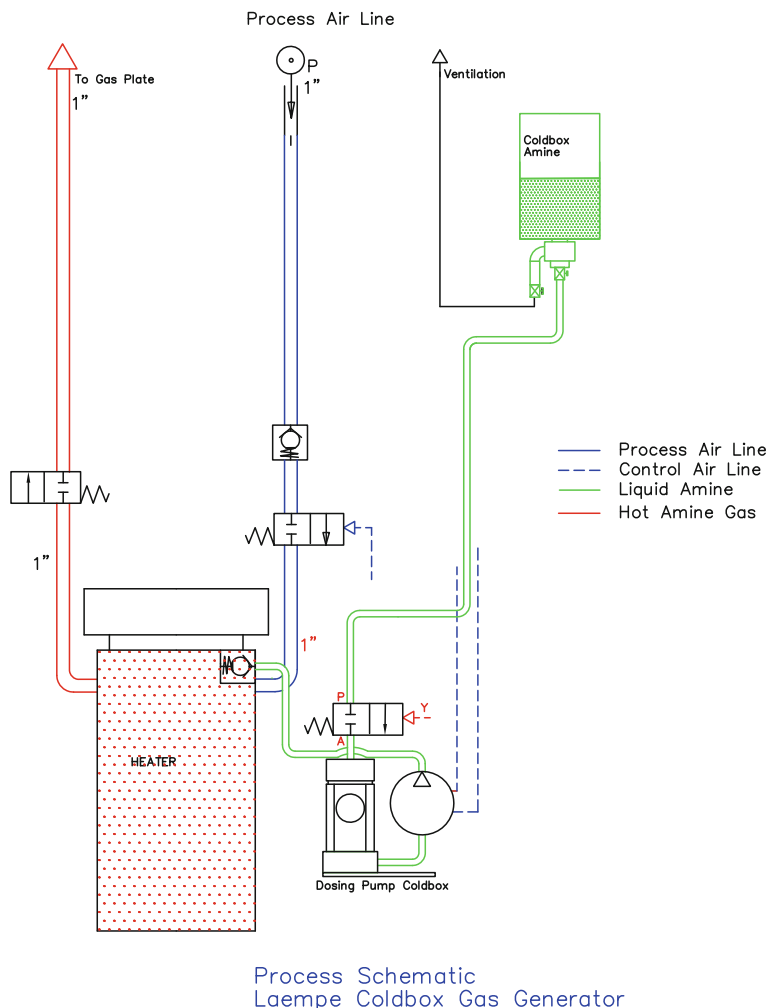 Process Air Line
P
1"
To Gas Plate
1"
Ventilation
Coldbox
Amine
Process Air Line
Control Air Line
Liquid Amine
Hot Amine Gas
1"
1"
P
Y
A
HEATER
Dosing Pump Coldbox
Process Schematic
Laempe Coldbox Gas Generator